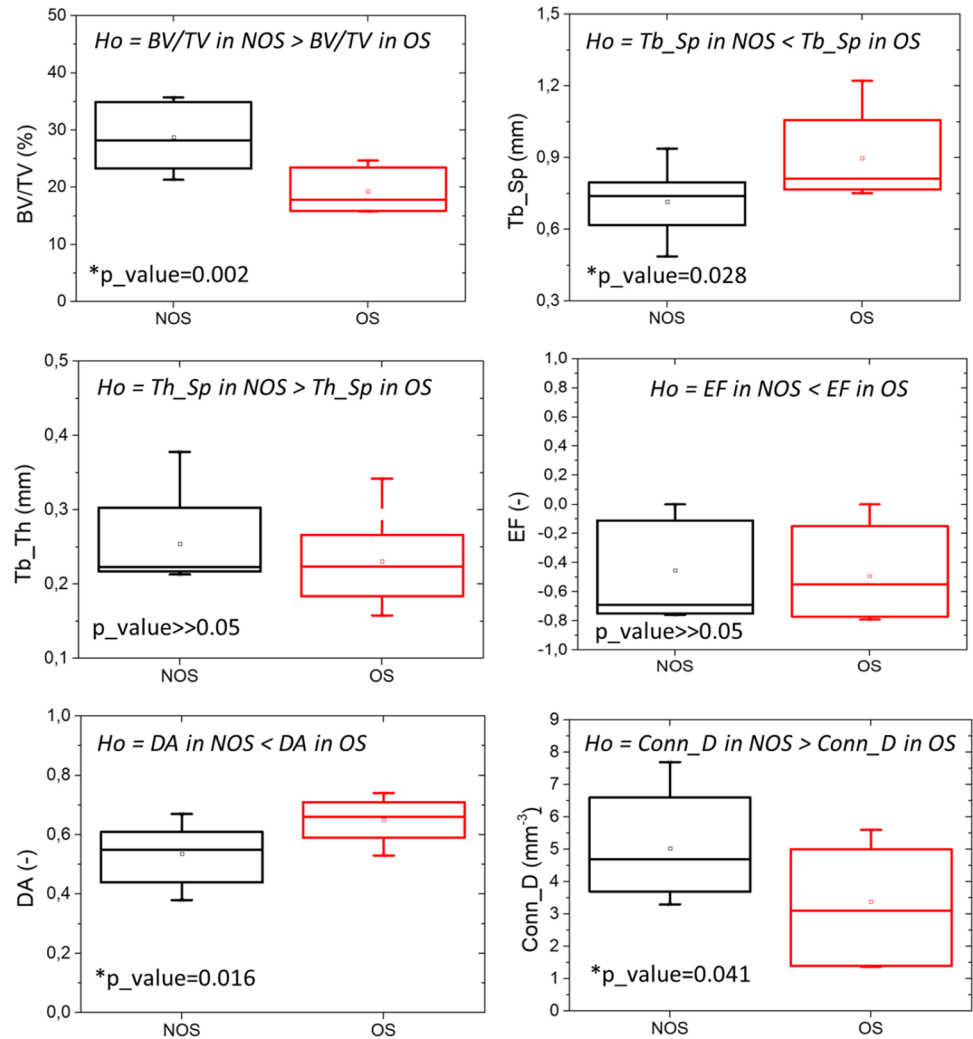 50
Ho = BV/TV in NOS > BV/TV in OS
40
30
20
10
0
BV/TV (%)
*p_value=0.002
NOS
OS
1,5
Ho = Tb_Sp in NOS < Tb_Sp in OS
1,2
0,9
0,6
0,3
Tb_Sp (mm)
*p_value=0.028
NOS
OS
0,5
Ho = Th_Sp in NOS > Th_Sp in OS
0,4
0,3
0,2
0,1
Tb_Th (mm)
p_value>>0.05
NOS
OS
1,0
Ho = EF in NOS < EF in OS
0,8
0,6
0,4
0,2
0,0
-0,2
-0,4
-0,6
-0,8
-1,0
EF (-)
p_value>>0.05
NOS
OS
1,0
Ho = DA in NOS < DA in OS
0,8
0,6
0,4
0,2
0,0
DA (-)
*p_value=0.016
NOS
OS
9
Ho = Conn_D in NOS > Conn_D in OS
8
7
6
5
4
3
2
1
0
Conn_D (mm⁻³)
*p_value=0.041
NOS
OS